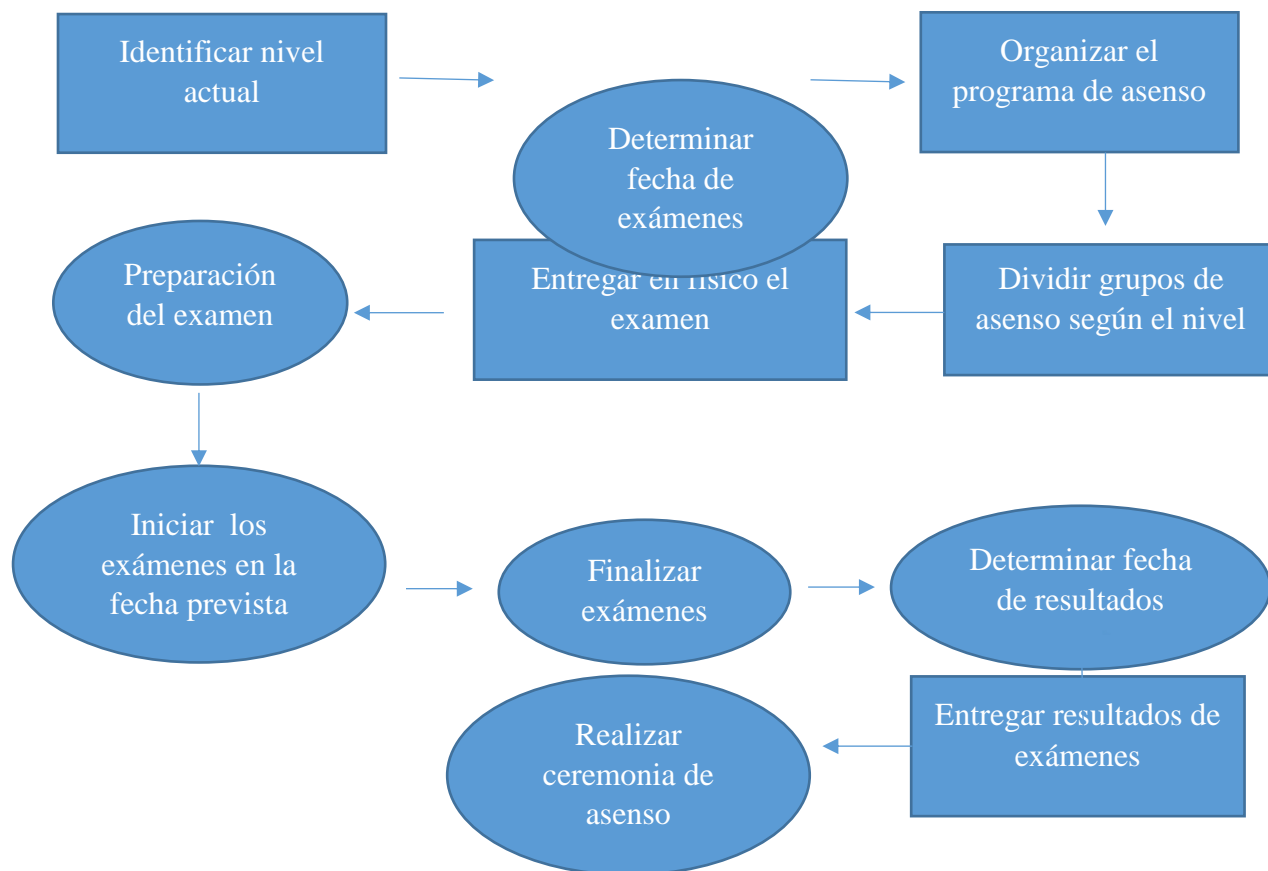 Identificar nivel
actual
Determinar
fecha de
exámenes
Organizar el
programa de asenso
Dividir grupos de
asenso según el nivel
Entregar en físico el
examen
Preparación
del examen
Iniciar  los
exámenes en la
fecha prevista
Finalizar
exámenes
Determinar fecha
de resultados
Entregar resultados de
exámenes
Realizar
ceremonia de
asenso